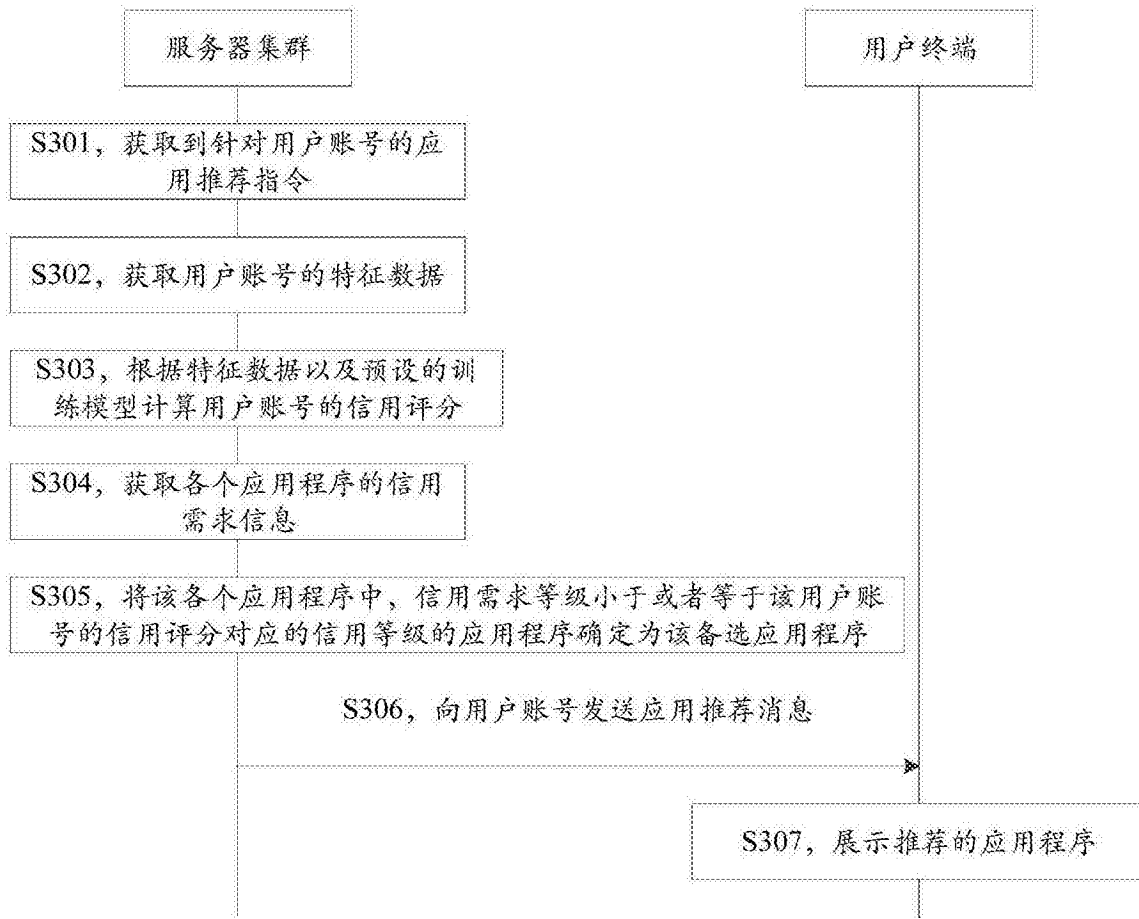 服务器集群
用户终端
S301，获取到针对用户账号的应
用推荐指令
S302，获取用户账号的特征数据
S303，根据特征数据以及预设的训
练模型计算用户账号的信用评分
S304，获取各个应用程序的信用
需求信息
S305，将该各个应用程序中、信用需求等级小于或者等于该用户账
号的信用评分对应的信用等级的应用程序确定为该备选应用程序
S306，向用户账号发送应用推荐消息
S307，展示推荐的应用程序